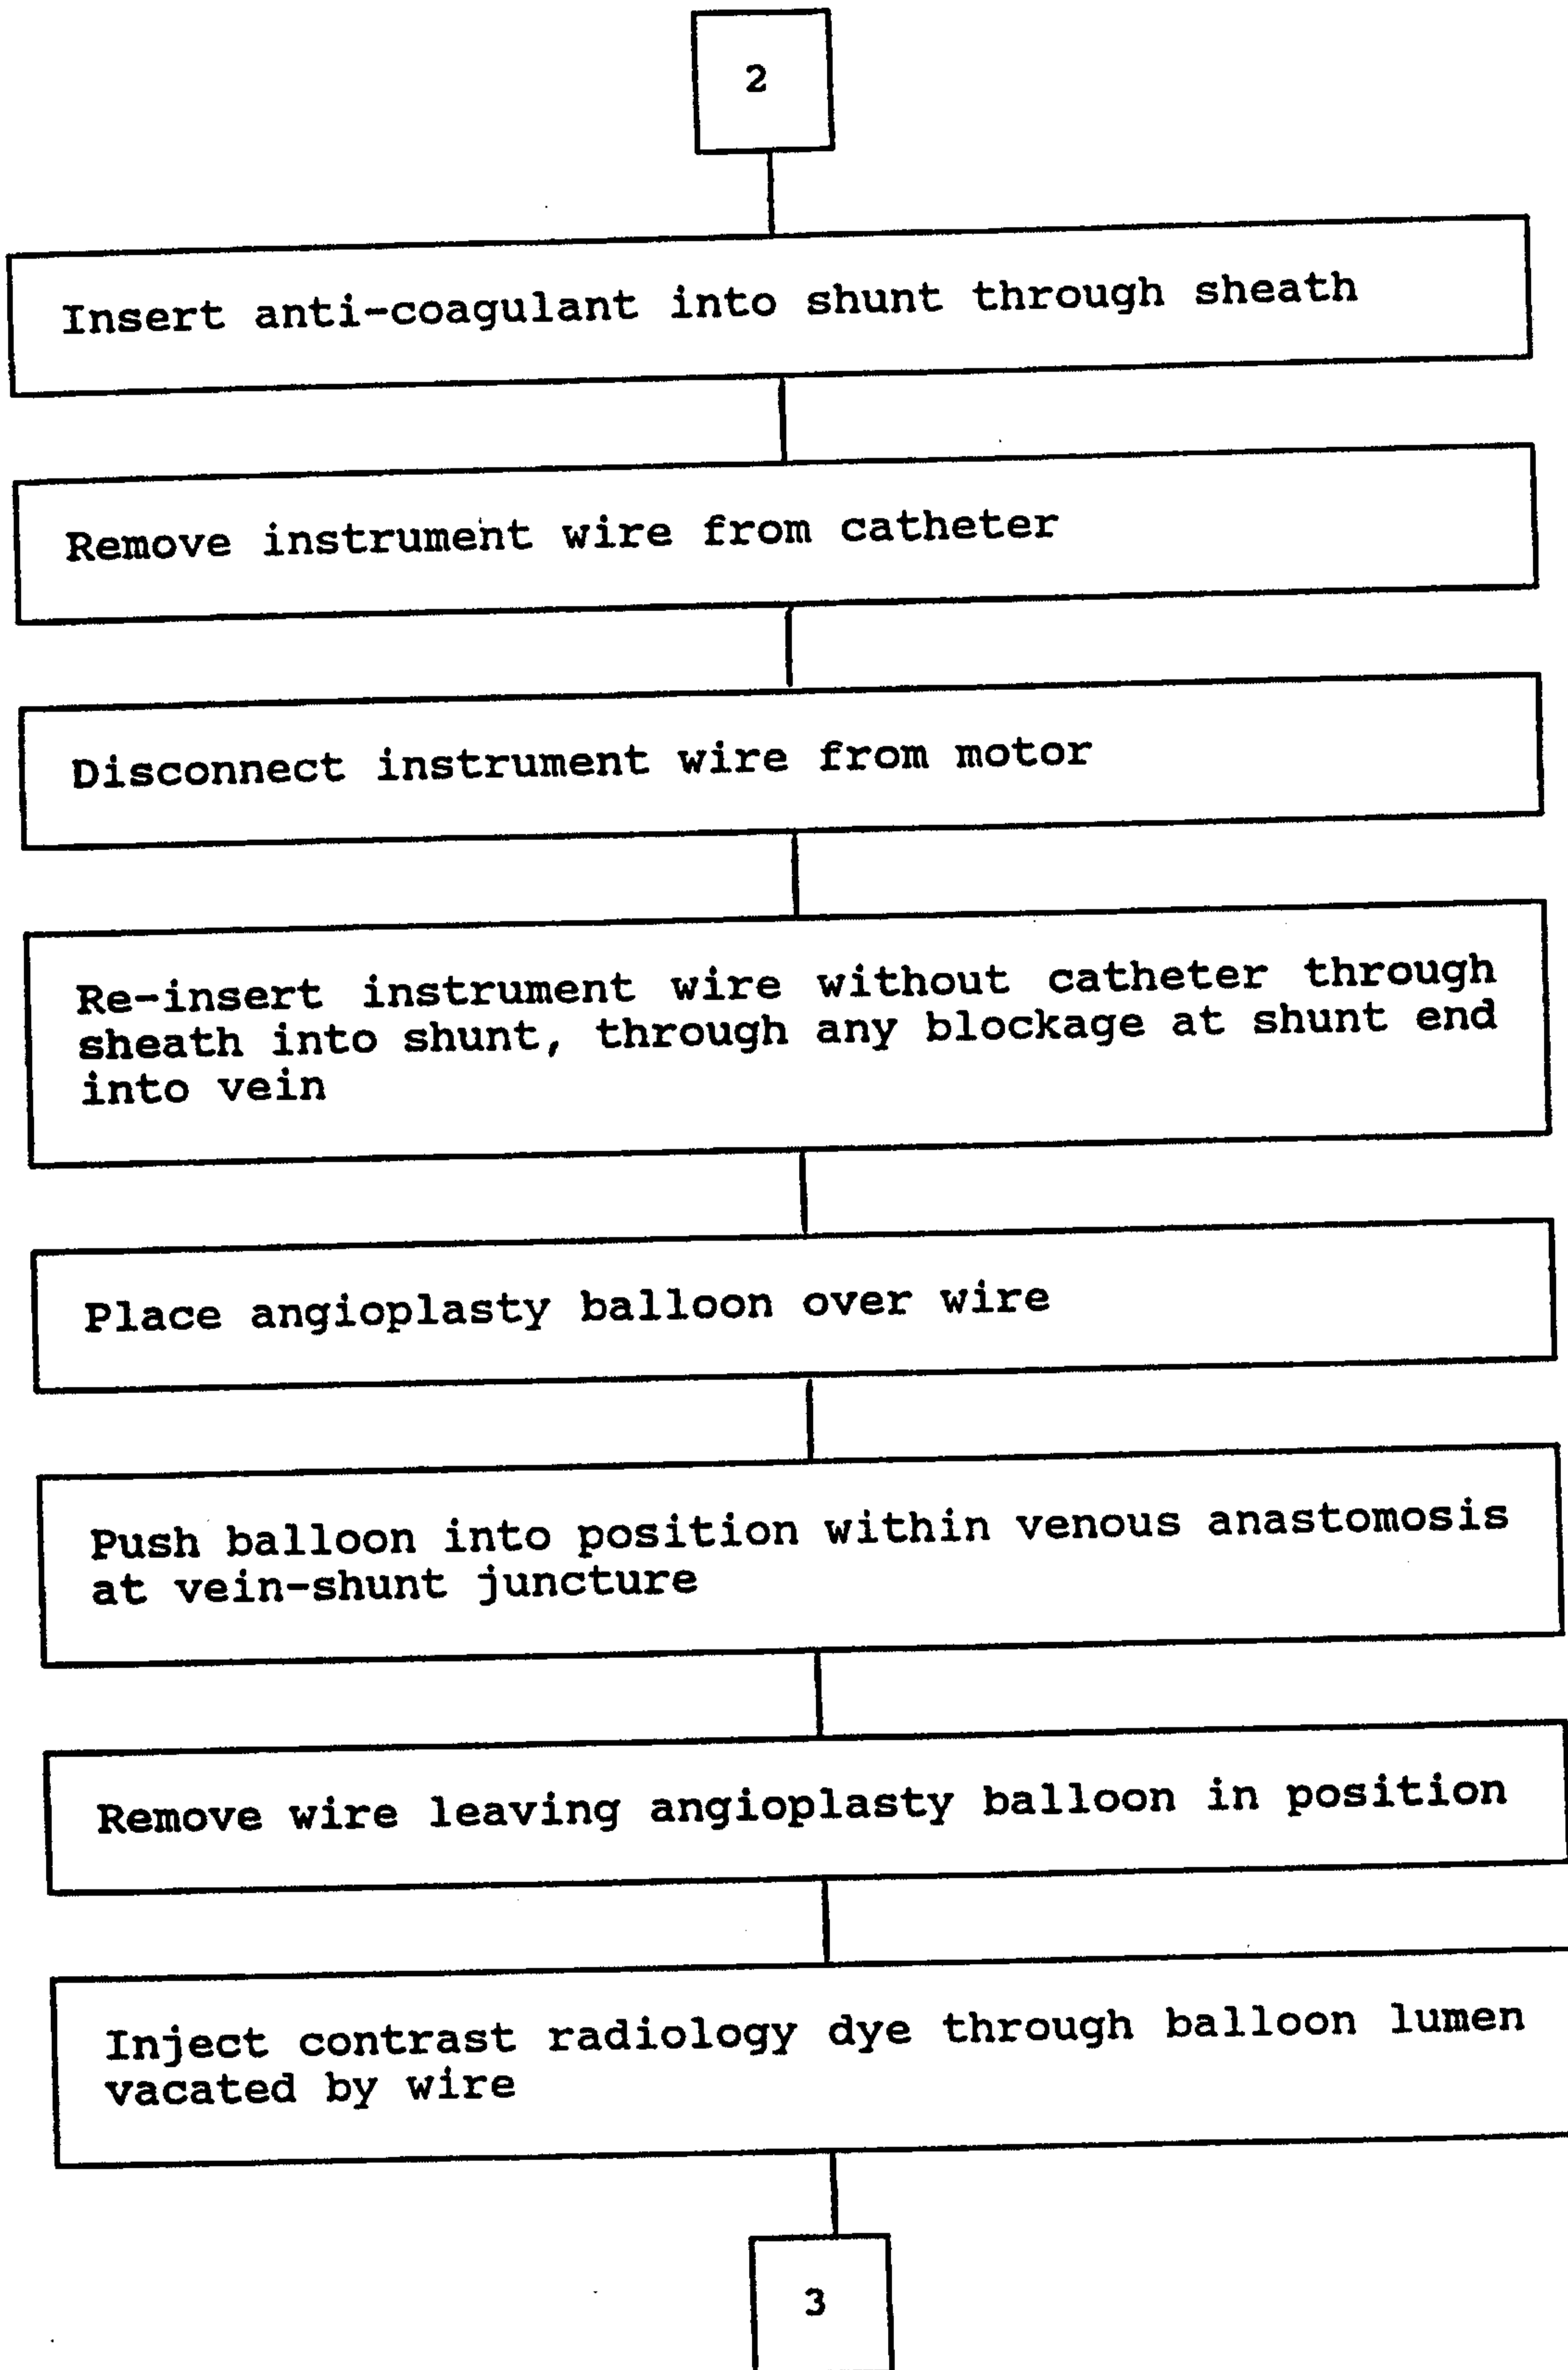 2
Insert anti-coagulant into shunt through sheath
Remove instrument wire from catheter
Disconnect instrument wire from motor
Re-insert instrument wire without catheter through
sheath into shunt, through any blockage at shunt end
into vein
Place angioplasty balloon over wire
Push balloon into position within venous anastomosis
at vein-shunt juncture
Remove wire leaving angioplasty balloon in position
Inject contrast radiology dye through balloon lumen
vacated by wire
3